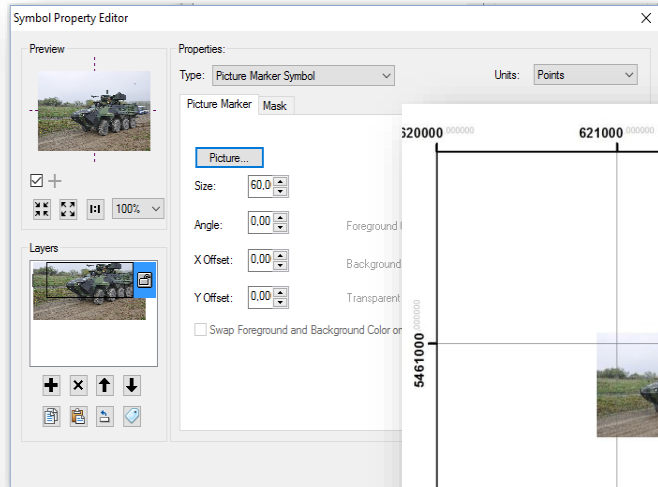 Symbol Property Editor
Preview
100%
Layers
Properties:
Type: Picture Marker Symbol
Units: Points
Picture Marker
Mask
Picture...
Size: 60,0
Angle: 0,00
X Offset: 0,00
Y Offset: 0,00
Foreground
Background
Transparent
Swap Foreground and Background Color on
620000.000000
621000.000000
5461000.000000